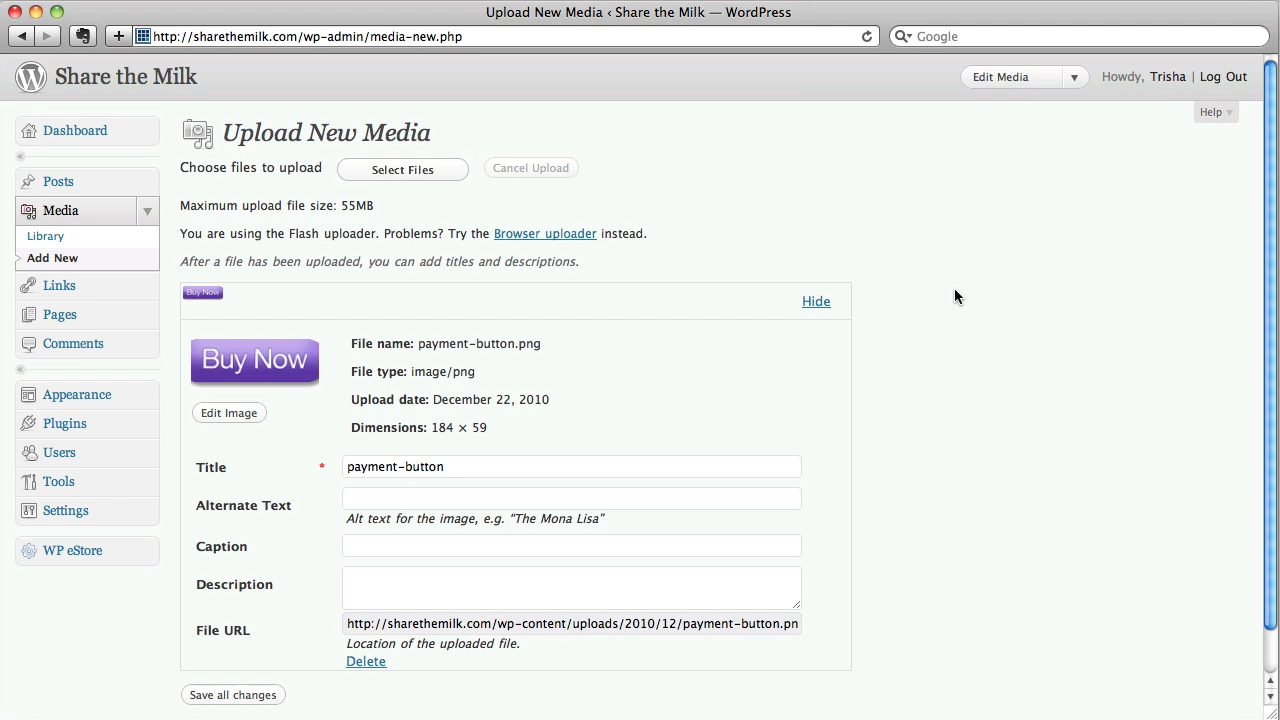 Upload New Media ‹ Share the Milk — WordPress
http://sharethemilk.com/wp-admin/media-new.php
Google
Share the Milk
Edit Media
Howdy, Trisha | Log Out
Help
Dashboard
Posts
Media
Library
Add New
Links
Pages
Comments
Appearance
Plugins
Users
Tools
Settings
WP eStore
Upload New Media
Choose files to upload
Select Files
Cancel Upload
Maximum upload file size: 55MB
You are using the Flash uploader. Problems? Try the Browser uploader instead.
After a file has been uploaded, you can add titles and descriptions.
Buy Now
Hide
Buy Now
Edit Image
File name: payment-button.png
File type: image/png
Upload date: December 22, 2010
Dimensions: 184 × 59
Title * payment-button
Alternate Text
Alt text for the image, e.g. “The Mona Lisa”
Caption
Description
File URL http://sharethemilk.com/wp-content/uploads/2010/12/payment-button.pn
Location of the uploaded file.
Delete
Save all changes